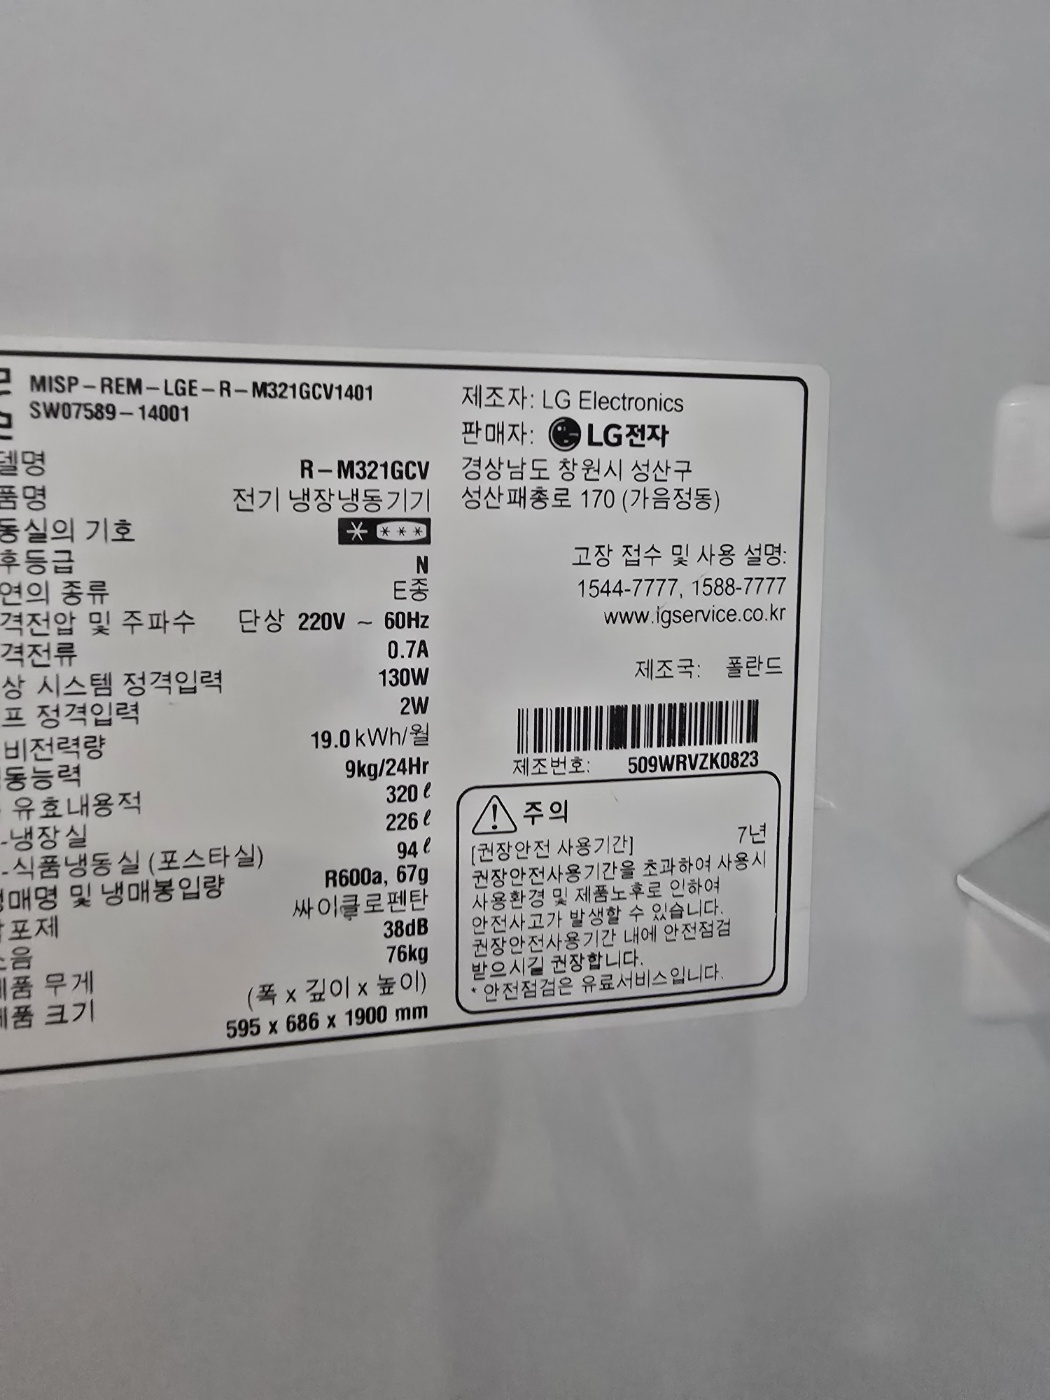 MISP-REM-LGE-R-M321GCV1401
SW07589-14001
델명 R-M321GCV
품명 전기 냉장냉동기기
동실의 기호
후등급 N
연의 종류 E종
격전압 및 주파수 단상 220V ~ 60Hz
격전류 0.7A
상 시스템 정격입력 130W
프 정격입력 2W
비전력량 19.0 kWh/월
동능력 9kg/24Hr
유효내용적 320 ℓ
-냉장실 226 ℓ
-식품냉동실 (포스타실) 94 ℓ
매명 및 냉매봉입량 R600a, 67g
포제 싸이클로펜탄
음 38dB
품 무게 76kg
품 크기 (폭 x 깊이 x 높이)
595 x 686 x 1900 mm
제조자: LG Electronics
판매자: LG전자
경상남도 창원시 성산구
성산패총로 170 (가음정동)
고장 접수 및 사용 설명:
1544-7777, 1588-7777
www.lgservice.co.kr
제조국: 폴란드
제조번호: 509WRVZK0823
주의
[권장안전 사용기간] 7년
권장안전사용기간을 초과하여 사용시
사용환경 및 제품노후로 인하여
안전사고가 발생할 수 있습니다.
권장안전사용기간 내에 안전점검
받으시길 권장합니다.
* 안전점검은 유료서비스입니다.